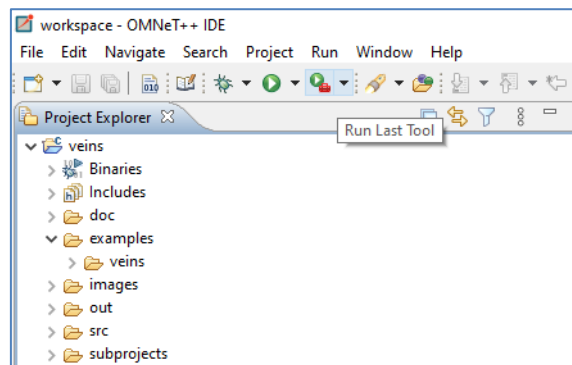 workspace - OMNeT++ IDE
File Edit Navigate Search Project Run Window Help
010
Project Explorer
Run Last Tool
veins
Binaries
Includes
doc
examples
veins
images
out
src
subprojects